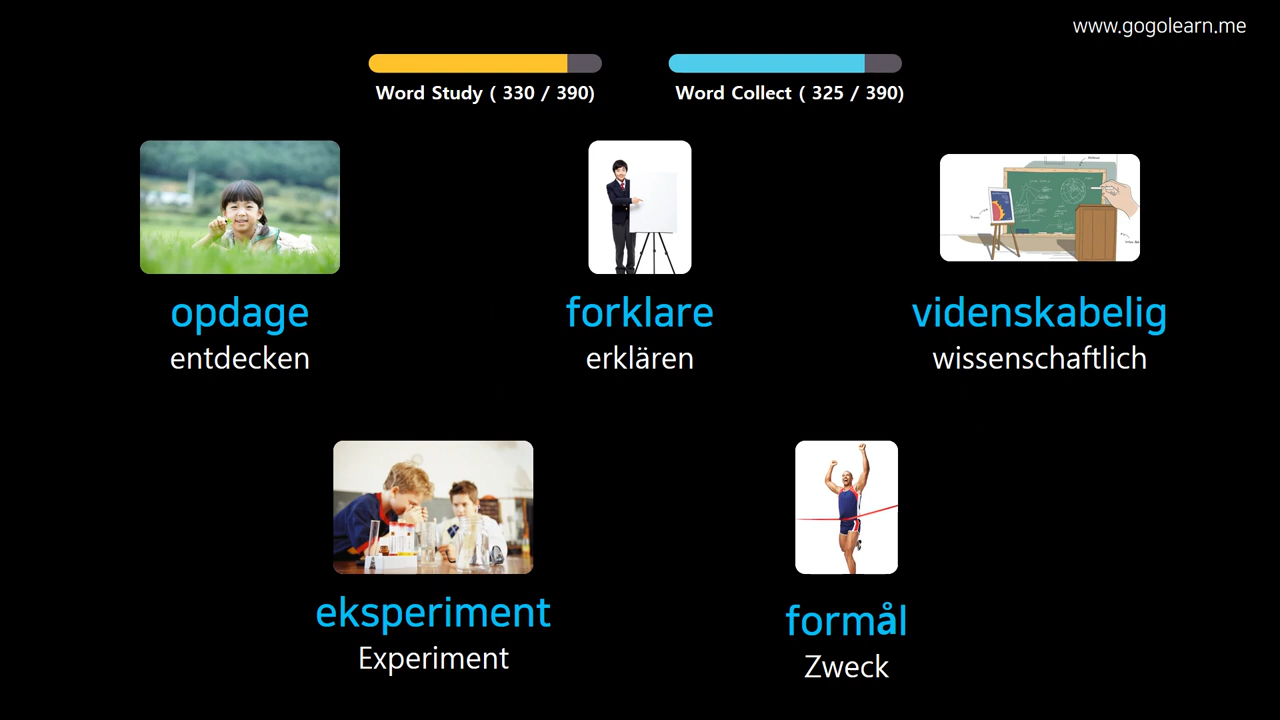 www.gogolearn.me
Word Study ( 330 / 390)
Word Collect ( 325 / 390)
opdage
entdecken
forklare
erklären
videnskabelig
wissenschaftlich
eksperiment
Experiment
formål
Zweck